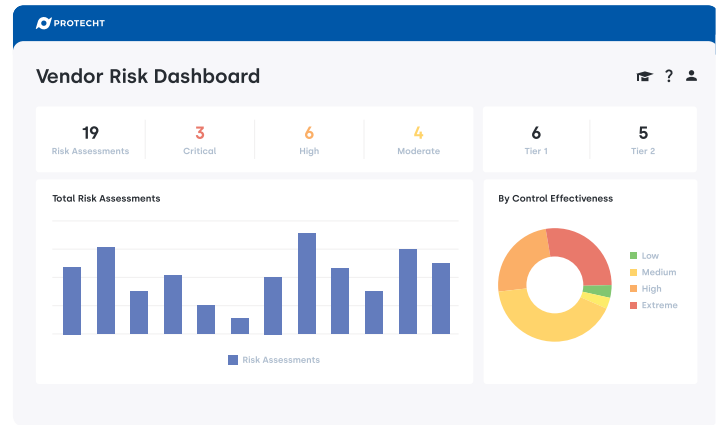 PROTECHT
Vendor Risk Dashboard
?
19
Risk Assessments
3
Critical
6
High
4
Moderate
6
Tier 1
5
Tier 2
Total Risk Assessments
Risk Assessments
By Control Effectiveness
Low
Medium
High
Extreme